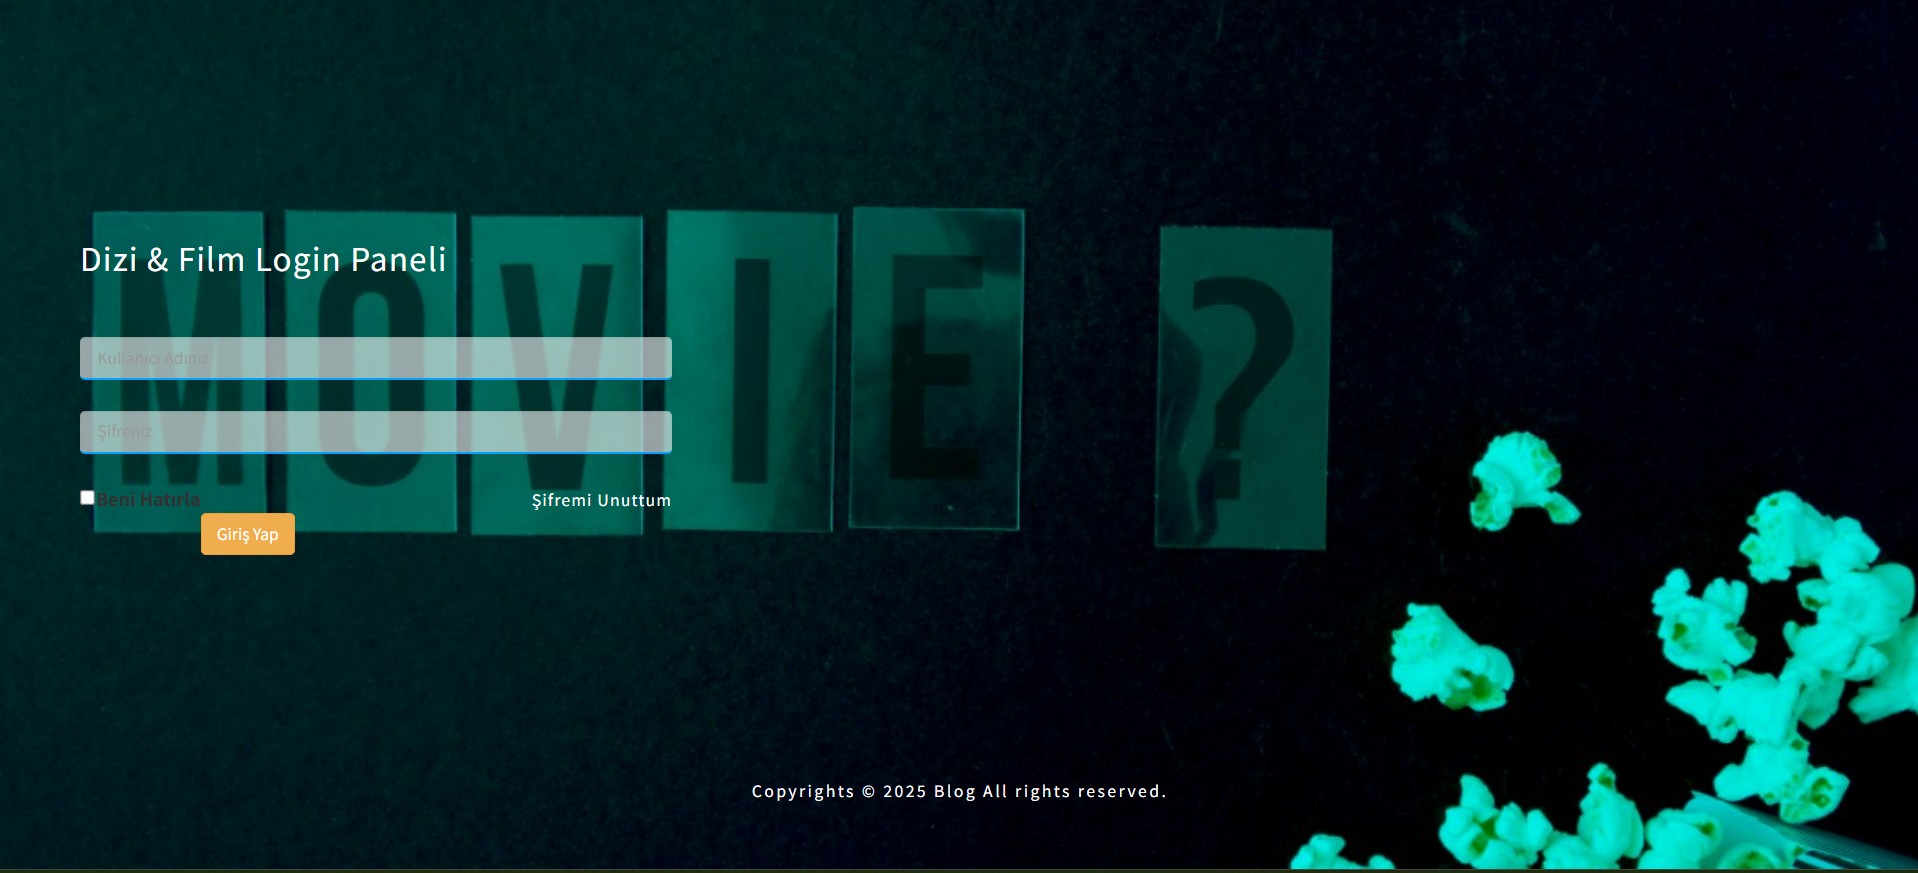 MOVIE ?
Dizi & Film Login Paneli
Kullanıcı Adınız
Şifreniz
Beni Hatırla
Şifremi Unuttum
Giriş Yap
Copyrights © 2025 Blog All rights reserved.